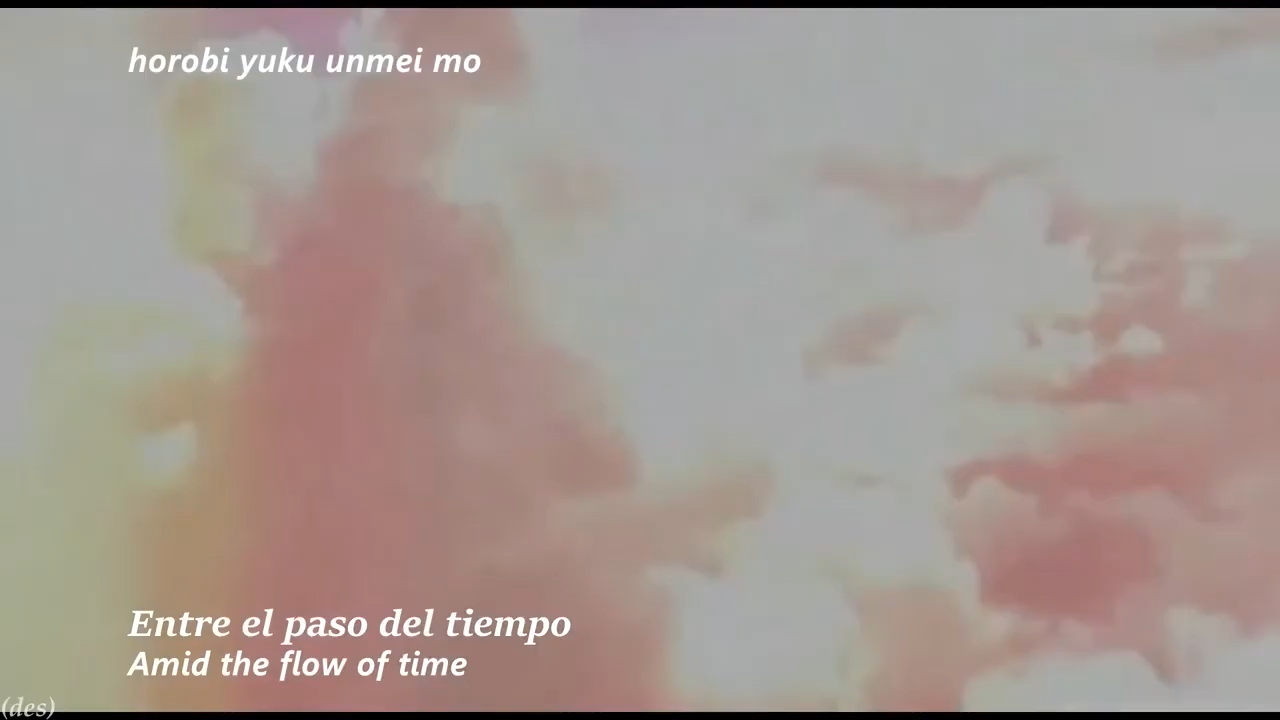 horobi yuku unmei mo
Entre el paso del tiempo
Amid the flow of time
(des)